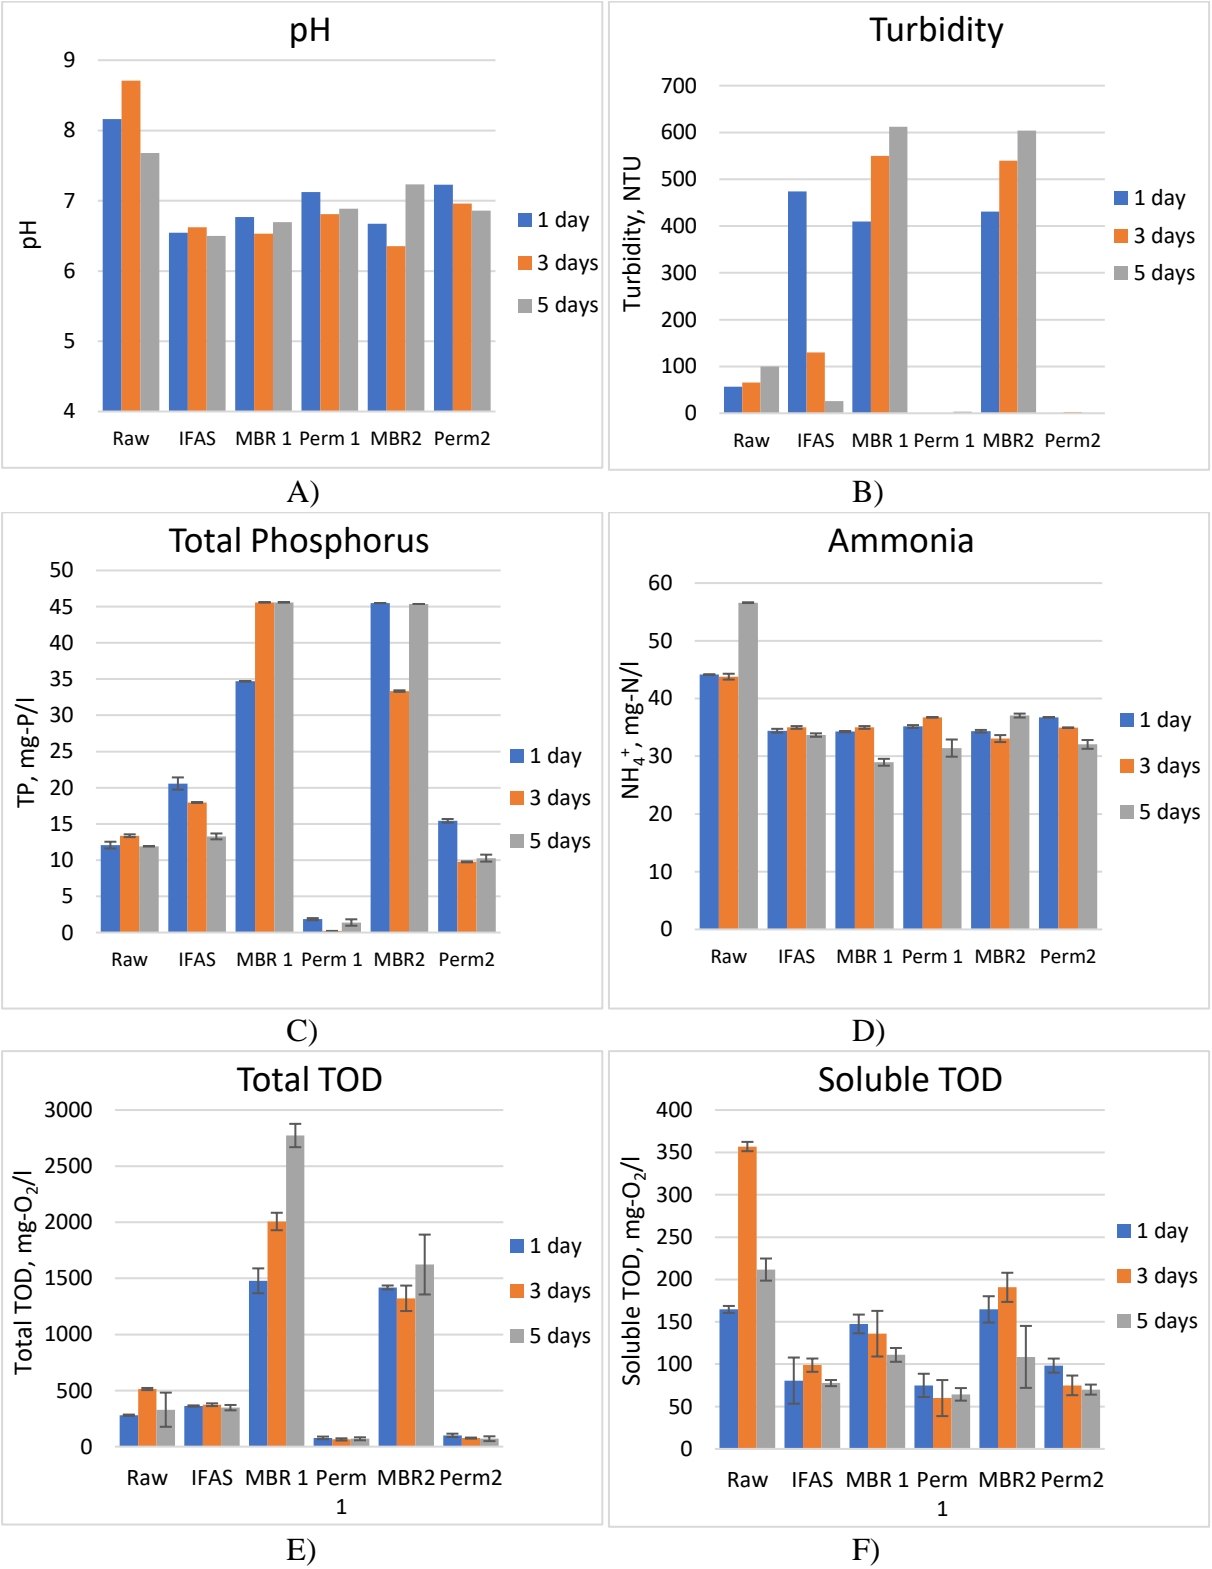 pH
9
8
7
6
5
4
pH
Raw IFAS MBR 1 Perm 1 MBR2 Perm2
1 day
3 days
5 days
A)
Turbidity
700
600
500
400
300
200
100
0
Turbidity, NTU
Raw IFAS MBR 1 Perm 1 MBR2 Perm2
1 day
3 days
5 days
B)
Total Phosphorus
50
45
40
35
30
25
20
15
10
5
0
TP, mg-P/l
Raw IFAS MBR 1 Perm 1 MBR2 Perm2
1 day
3 days
5 days
C)
Ammonia
60
50
40
30
20
10
0
NH₄⁺, mg-N/l
Raw IFAS MBR 1 Perm 1 MBR2 Perm2
1 day
3 days
5 days
D)
Total TOD
3000
2500
2000
1500
1000
500
0
Total TOD, mg-O₂/l
Raw IFAS MBR 1 Perm MBR2 Perm2
1
1 day
3 days
5 days
E)
Soluble TOD
400
350
300
250
200
150
100
50
0
Soluble TOD, mg-O₂/l
Raw IFAS MBR 1 Perm MBR2 Perm2
1
1 day
3 days
5 days
F)